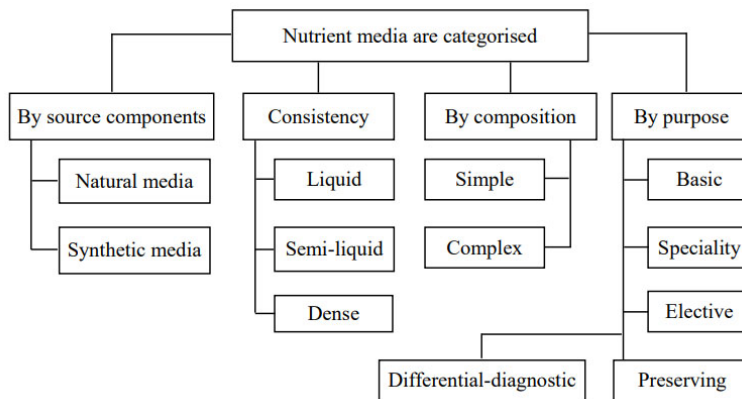 Nutrient media are categorised
By source components
Consistency
By composition
By purpose
Natural media
Liquid
Simple
Basic
Synthetic media
Semi-liquid
Complex
Speciality
Dense
Elective
Differential-diagnostic
Preserving